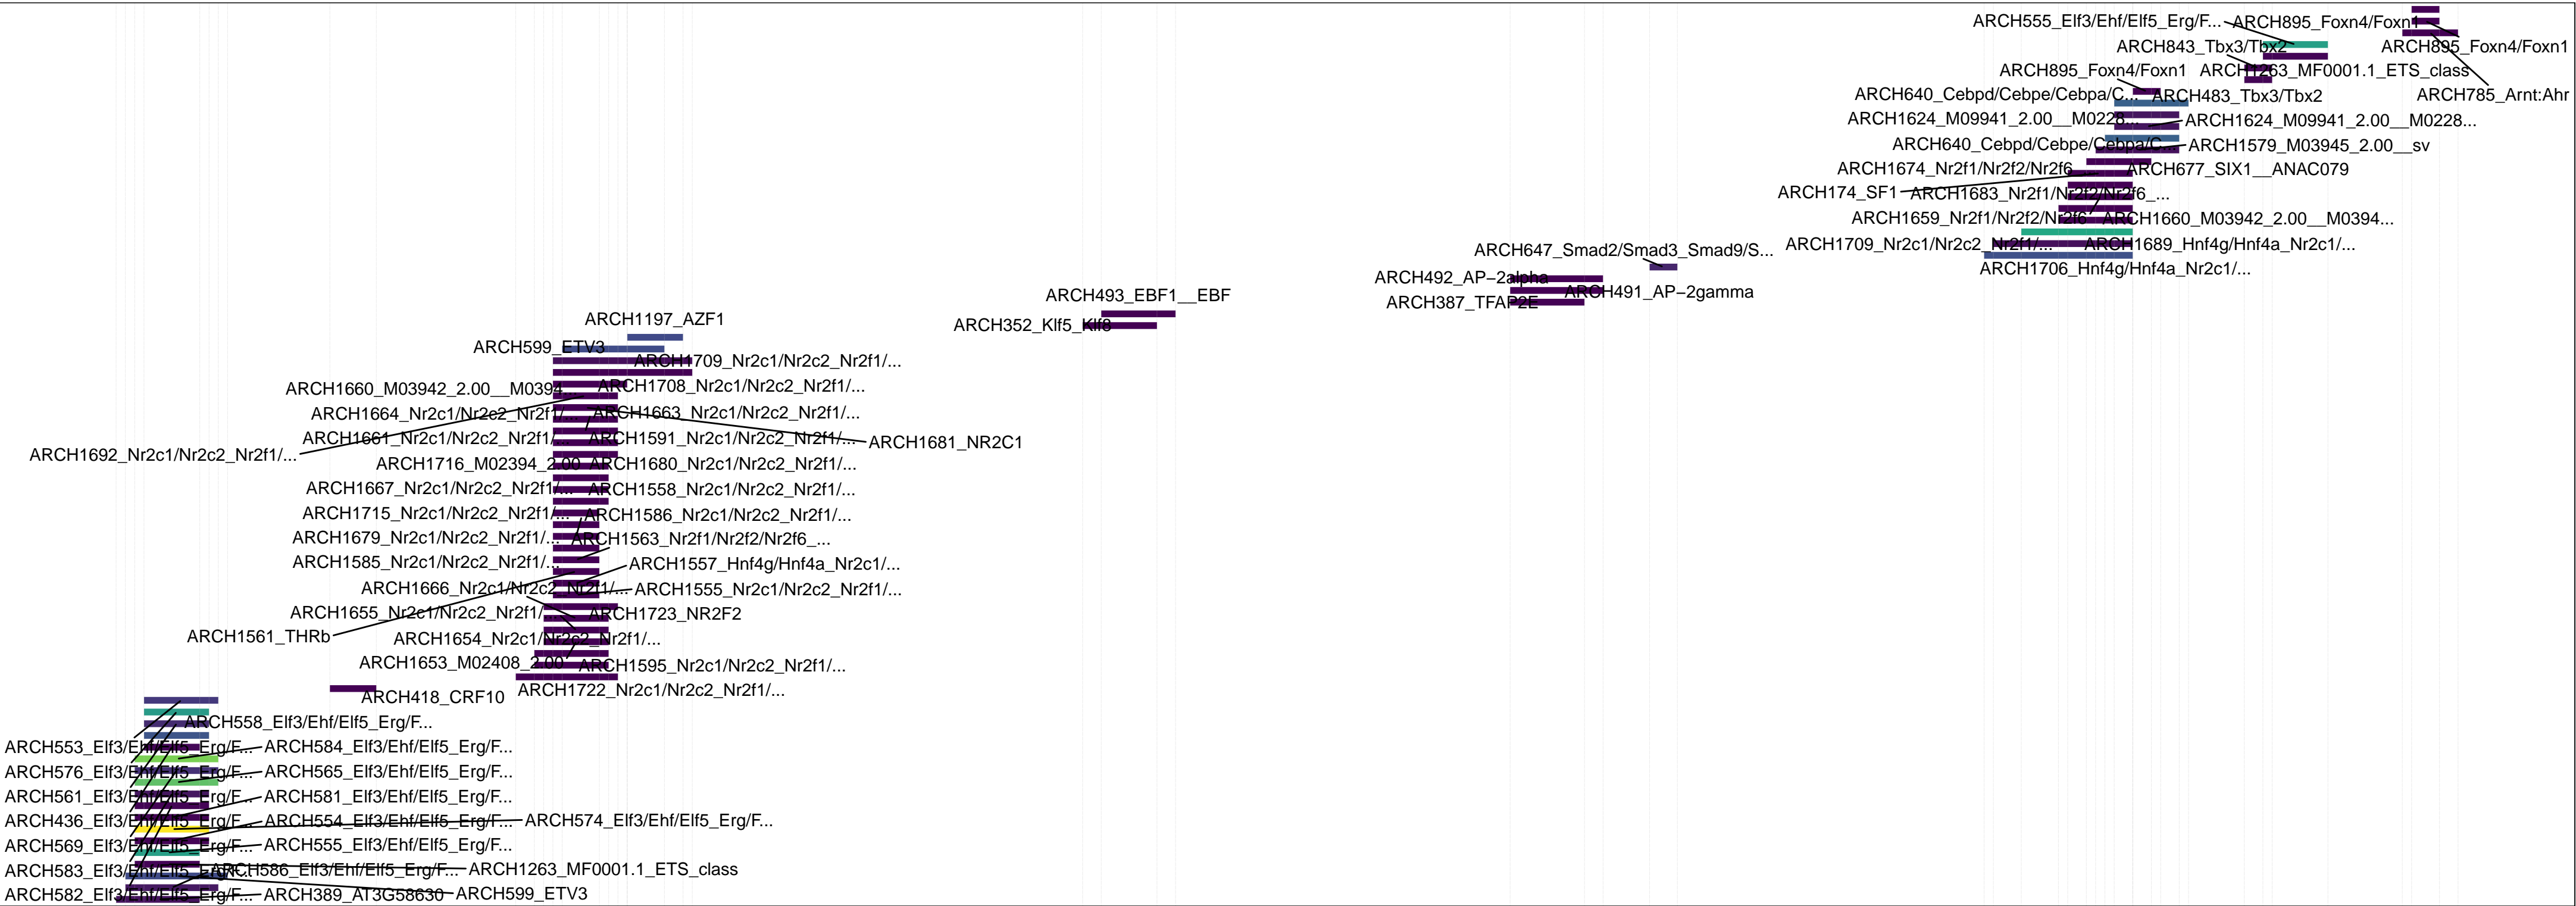 ARCH555_Elf3/Ehf/Elf5_Erg/F... ARCH895_Foxn4/Foxn1
ARCH843_Tbx3/Tbx2 ARCH895_Foxn4/Foxn1
ARCH895_Foxn4/Foxn1 ARCH1263_MF0001.1_ETS_class
ARCH640_Cebpd/Cebpe/Cebpa/C... ARCH483_Tbx3/Tbx2 ARCH785_Arnt:Ahr
ARCH1624_M09941_2.00__M0228... ARCH1624_M09941_2.00__M0228...
ARCH640_Cebpd/Cebpe/Cebpa/C... ARCH1579_M03945_2.00__sv
ARCH1674_Nr2f1/Nr2f2/Nr2f6_... ARCH677_SIX1__ANAC079
ARCH174_SF1 ARCH1683_Nr2f1/Nr2f2/Nr2f6_...
ARCH1659_Nr2f1/Nr2f2/Nr2f6 ARCH1660_M03942_2.00__M0394...
ARCH1709_Nr2c1/Nr2c2_Nr2f1/... ARCH1689_Hnf4g/Hnf4a_Nr2c1/...
ARCH647_Smad2/Smad3_Smad9/S...
ARCH1706_Hnf4g/Hnf4a_Nr2c1/...
ARCH492_AP−2alpha
ARCH493_EBF1__EBF ARCH491_AP−2gamma
ARCH387_TFAP2E
ARCH1197_AZF1
ARCH352_Klf5_Klf8
ARCH599_ETV3
ARCH1709_Nr2c1/Nr2c2_Nr2f1/...
ARCH1660_M03942_2.00__M0394... ARCH1708_Nr2c1/Nr2c2_Nr2f1/...
ARCH1664_Nr2c1/Nr2c2_Nr2f1/... ARCH1663_Nr2c1/Nr2c2_Nr2f1/...
ARCH1661_Nr2c1/Nr2c2_Nr2f1/... ARCH1591_Nr2c1/Nr2c2_Nr2f1/... ARCH1681_NR2C1
ARCH1692_Nr2c1/Nr2c2_Nr2f1/...
ARCH1716_M02394_2.00 ARCH1680_Nr2c1/Nr2c2_Nr2f1/...
ARCH1667_Nr2c1/Nr2c2_Nr2f1/... ARCH1558_Nr2c1/Nr2c2_Nr2f1/...
ARCH1715_Nr2c1/Nr2c2_Nr2f1/... ARCH1586_Nr2c1/Nr2c2_Nr2f1/...
ARCH1679_Nr2c1/Nr2c2_Nr2f1/... ARCH1563_Nr2f1/Nr2f2/Nr2f6_...
ARCH1585_Nr2c1/Nr2c2_Nr2f1/... ARCH1557_Hnf4g/Hnf4a_Nr2c1/...
ARCH1666_Nr2c1/Nr2c2_Nr2f1/... ARCH1555_Nr2c1/Nr2c2_Nr2f1/...
ARCH1655_Nr2c1/Nr2c2_Nr2f1/... ARCH1723_NR2F2
ARCH1561_THRb ARCH1654_Nr2c1/Nr2c2_Nr2f1/...
ARCH1653_M02408_2.00 ARCH1595_Nr2c1/Nr2c2_Nr2f1/...
ARCH418_CRF10 ARCH1722_Nr2c1/Nr2c2_Nr2f1/...
ARCH558_Elf3/Ehf/Elf5_Erg/F...
ARCH553_Elf3/Ehf/Elf5_Erg/F... ARCH584_Elf3/Ehf/Elf5_Erg/F...
ARCH576_Elf3/Ehf/Elf5_Erg/F... ARCH565_Elf3/Ehf/Elf5_Erg/F...
ARCH561_Elf3/Ehf/Elf5_Erg/F... ARCH581_Elf3/Ehf/Elf5_Erg/F...
ARCH436_Elf3/Ehf/Elf5_Erg/F... ARCH554_Elf3/Ehf/Elf5_Erg/F... ARCH574_Elf3/Ehf/Elf5_Erg/F...
ARCH569_Elf3/Ehf/Elf5_Erg/F... ARCH555_Elf3/Ehf/Elf5_Erg/F...
ARCH583_Elf3/Ehf/Elf5_Erg/F... ARCH586_Elf3/Ehf/Elf5_Erg/F... ARCH1263_MF0001.1_ETS_class
ARCH582_Elf3/Ehf/Elf5_Erg/F... ARCH389_AT3G58630 ARCH599_ETV3